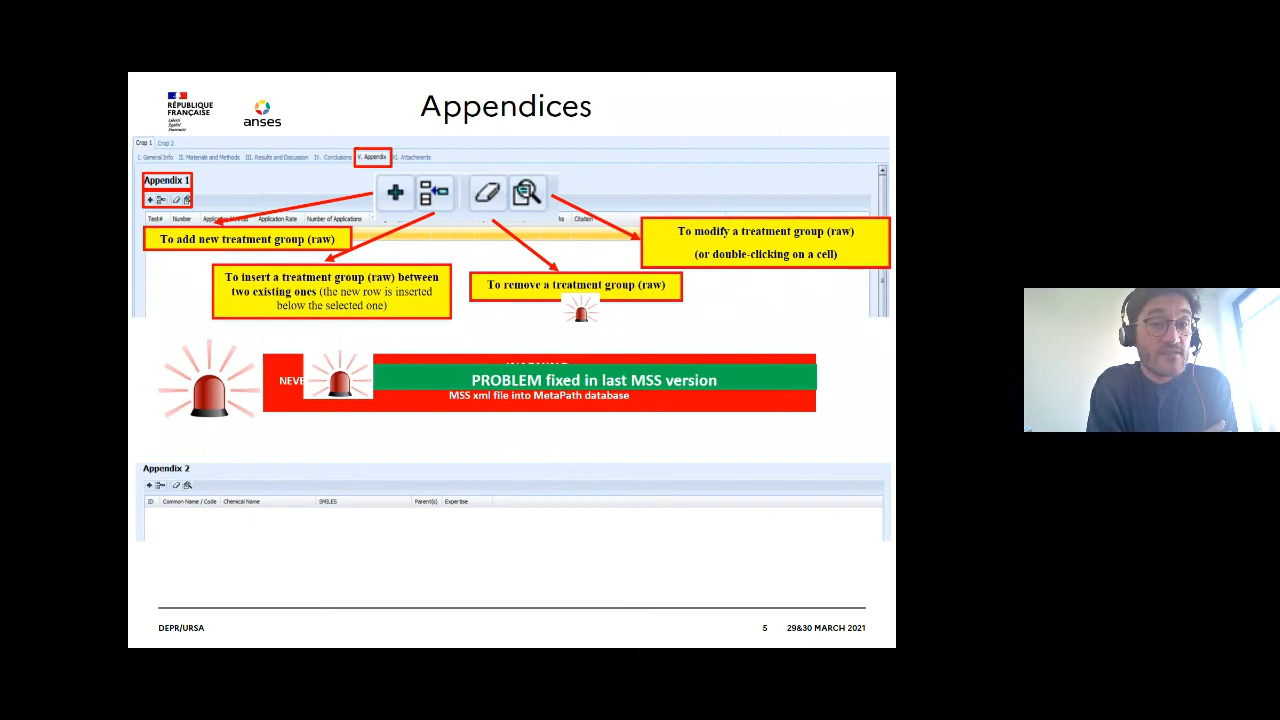 RÉPUBLIQUE
FRANÇAISE
Liberté
Égalité
Fraternité
anses
Appendices
Crop 1 Crop 2
I. General Info II. Materials and Methods III. Results and Discussion IV. Conclusions V. Appendix VI. Attachments
Appendix 1
Test# Number Application Method Application Rate Number of Applications Citation
To add new treatment group (raw)
To insert a treatment group (raw) between
two existing ones (the new row is inserted
below the selected one)
To remove a treatment group (raw)
To modify a treatment group (raw)
(or double-clicking on a cell)
NEVE
PROBLEM fixed in last MSS version
MSS xml file into MetaPath database
Appendix 2
ID Common Name / Code Chemical Name SMILES Parent(s) Expertise
DEPR/URSA 5 29&30 MARCH 2021